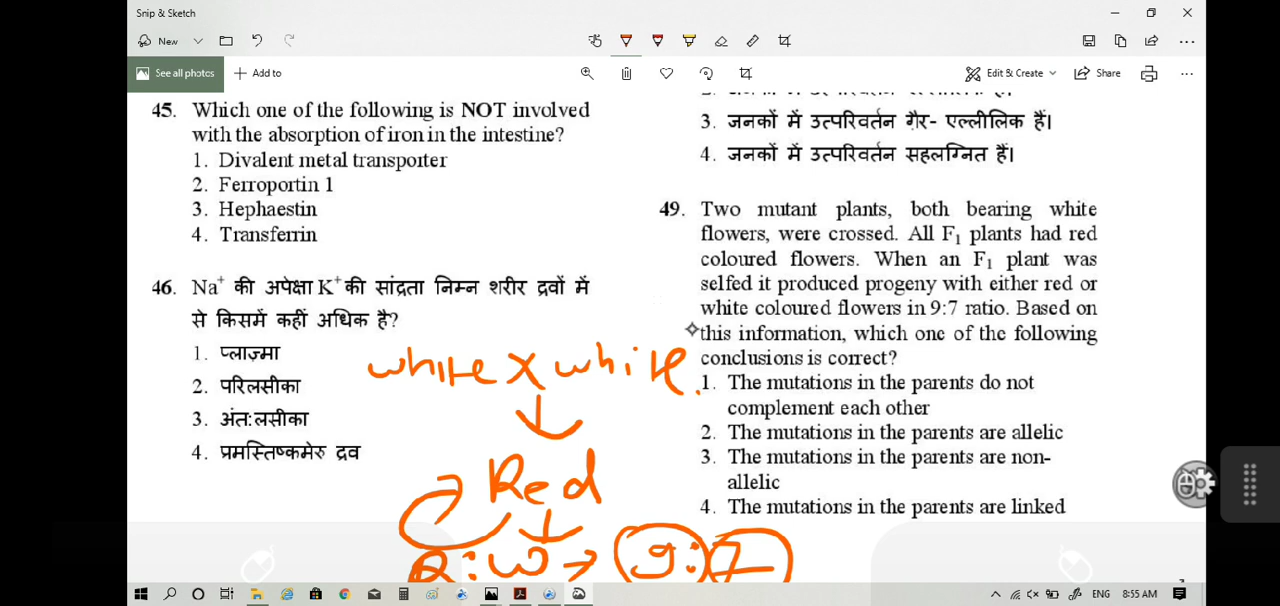 Snip & Sketch
New
See all photos
Add to
Edit & Create
Share
45. Which one of the following is NOT involved
with the absorption of iron in the intestine?
1. Divalent metal transporter
2. Ferroportin 1
3. Hephaestin
4. Transferrin
46. Na⁺ की अपेक्षा K⁺ की सांद्रता निम्न शरीर द्रवों में
से किसमें कहीं अधिक है?
1. प्लाज़्मा
2. परिलसीका
3. अंत:लसीका
4. प्रमस्तिष्कमेरु द्रव
white x white
Red
R : w → 9:7
3. जनकों में उत्परिवर्तन गैर- एल्लीलिक हैं।
4. जनकों में उत्परिवर्तन सहलग्नित हैं।
49. Two mutant plants, both bearing white
flowers, were crossed. All F₁ plants had red
coloured flowers. When an F₁ plant was
selfed it produced progeny with either red or
white coloured flowers in 9:7 ratio. Based on
this information, which one of the following
conclusions is correct?
1. The mutations in the parents do not
complement each other
2. The mutations in the parents are allelic
3. The mutations in the parents are non-
allelic
4. The mutations in the parents are linked
ENG 8:55 AM